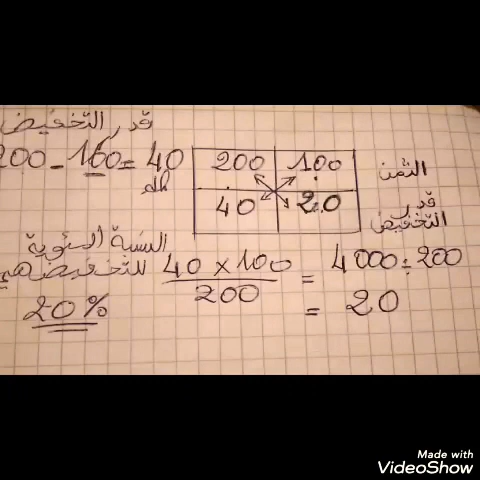 قدر التخفيض
200 - 160 = 40
200 100 الثمن
40 20 قدر التخفيض
النسبة المئوية
للتخفيض هي
40 × 100 / 200 = 4000 ÷ 200
= 20
20%
Made with
VideoShow